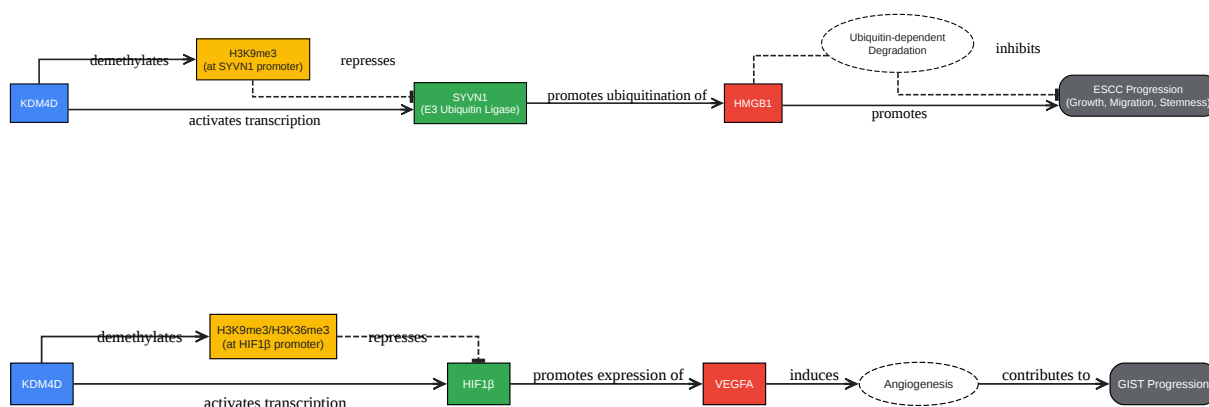 Ubiquitin-dependent
Degradation
inhibits
H3K9me3
(at SYVN1 promoter)
demethylates
represses
KDM4D
SYVN1
(E3 Ubiquitin Ligase)
promotes ubiquitination of
HMGB1
ESCC Progression
(Growth, Migration, Stemness)
activates transcription
promotes
H3K9me3/H3K36me3
(at HIF1β promoter)
demethylates
represses
KDM4D
HIF1β
promotes expression of
VEGFA
induces
Angiogenesis
contributes to
GIST Progression
activates transcription